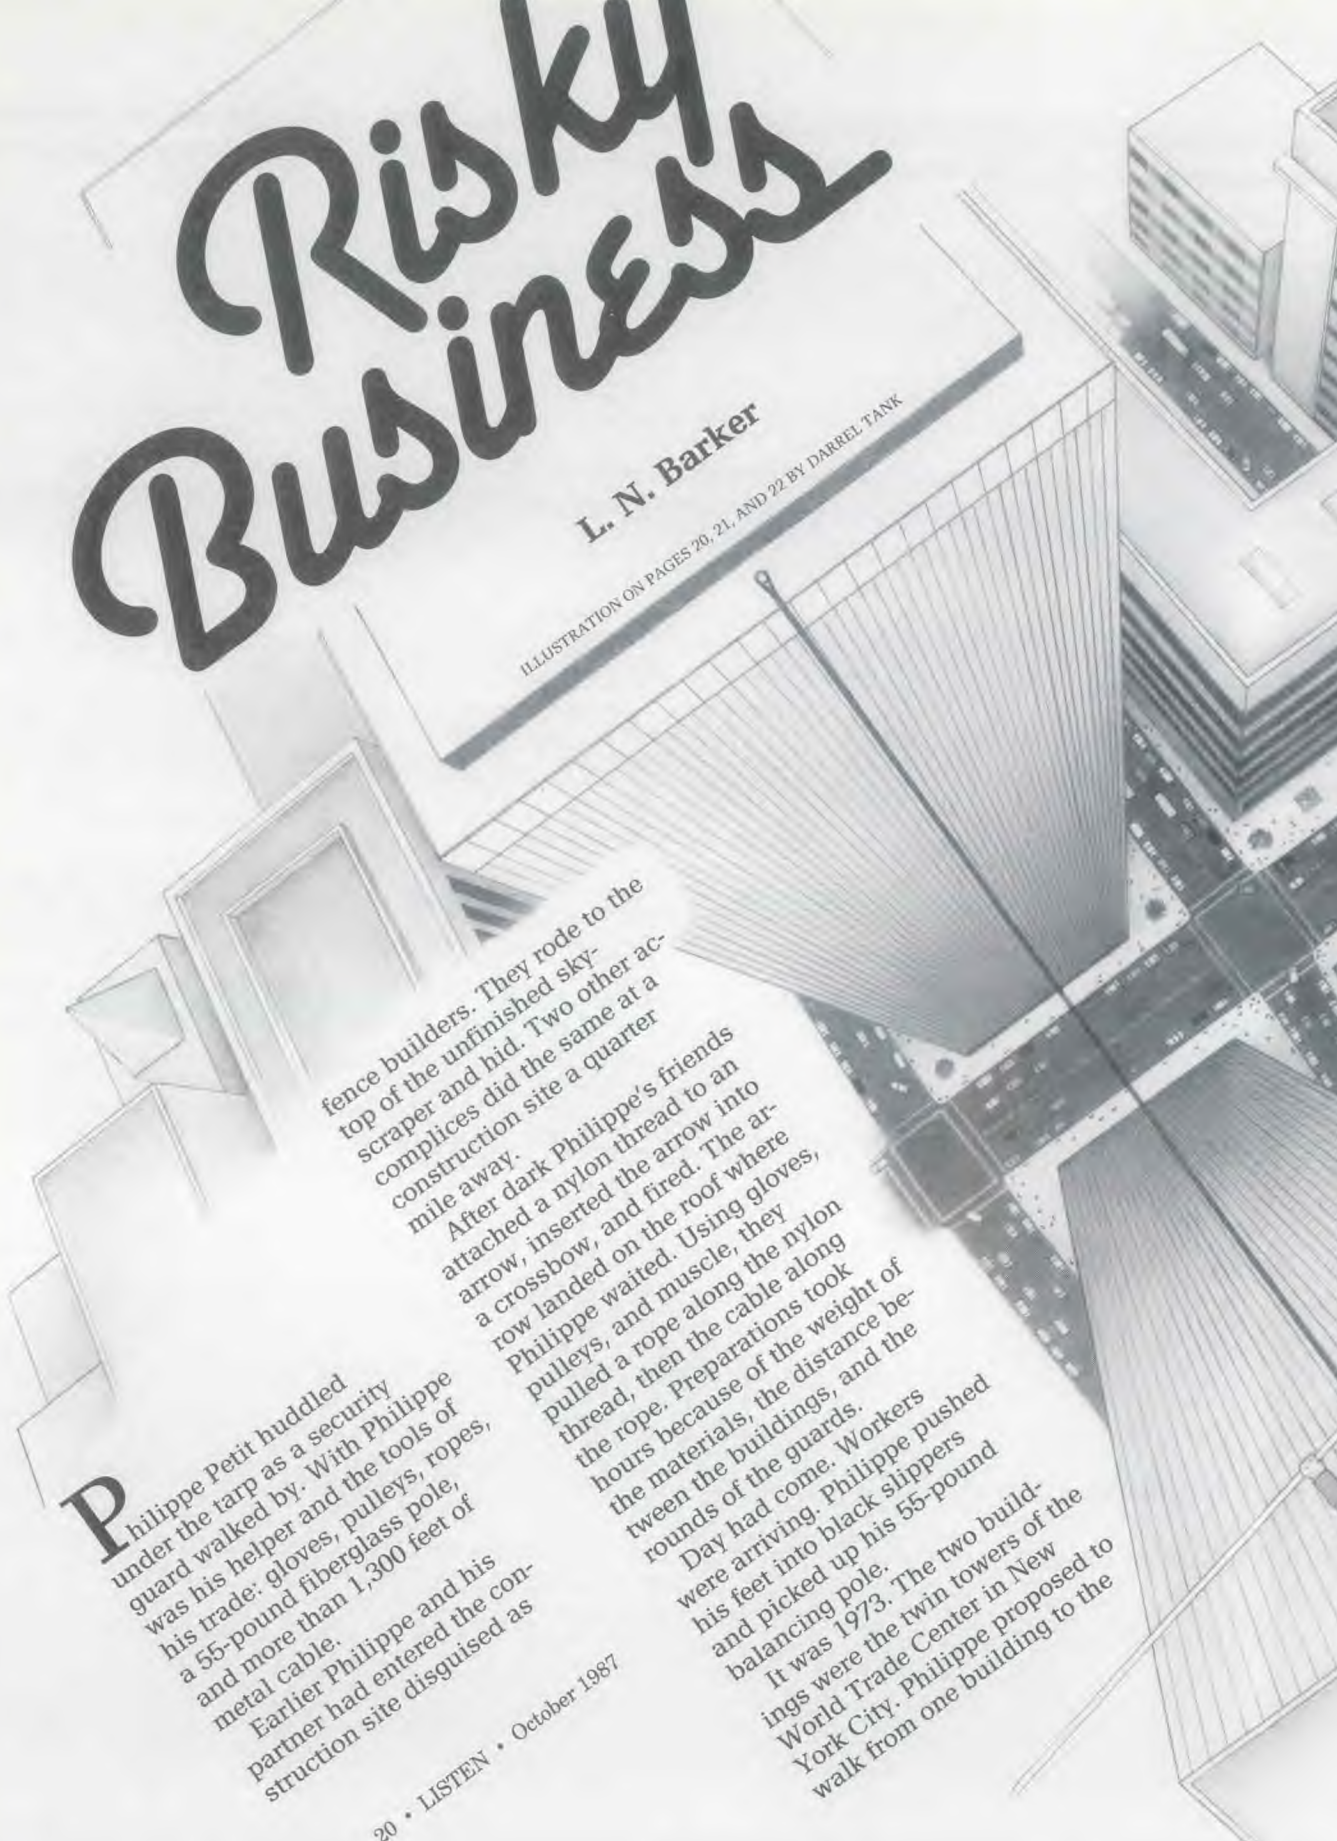 Risky
Business
L. N. Barker
ILLUSTRATION ON PAGES 20, 21, AND 22 BY DARREL TANK
Philippe Petit huddled
under the tarp as a security
guard walked by. With Philippe
was his helper and the tools of
his trade: gloves, pulleys, ropes,
a 55-pound fiberglass pole,
and more than 1,300 feet of
metal cable.
Earlier Philippe and his
partner had entered the con-
struction site disguised as
fence builders. They rode to the
top of the unfinished sky-
scraper and hid. Two other ac-
complices did the same at a
construction site a quarter
mile away.
After dark Philippe's friends
attached a nylon thread to an
arrow, inserted the arrow into
a crossbow, and fired. The ar-
row landed on the roof where
Philippe waited. Using gloves,
pulleys, and muscle, they
pulled a rope along the nylon
thread, then the cable along
the rope. Preparations took
hours because of the weight of
the materials, the distance be-
tween the buildings, and the
rounds of the guards.
Day had come. Workers
were arriving. Philippe pushed
his feet into black slippers
and picked up his 55-pound
balancing pole.
It was 1973. The two build-
ings were the twin towers of the
World Trade Center in New
York City. Philippe proposed to
walk from one building to the
20 • LISTEN • October 1987